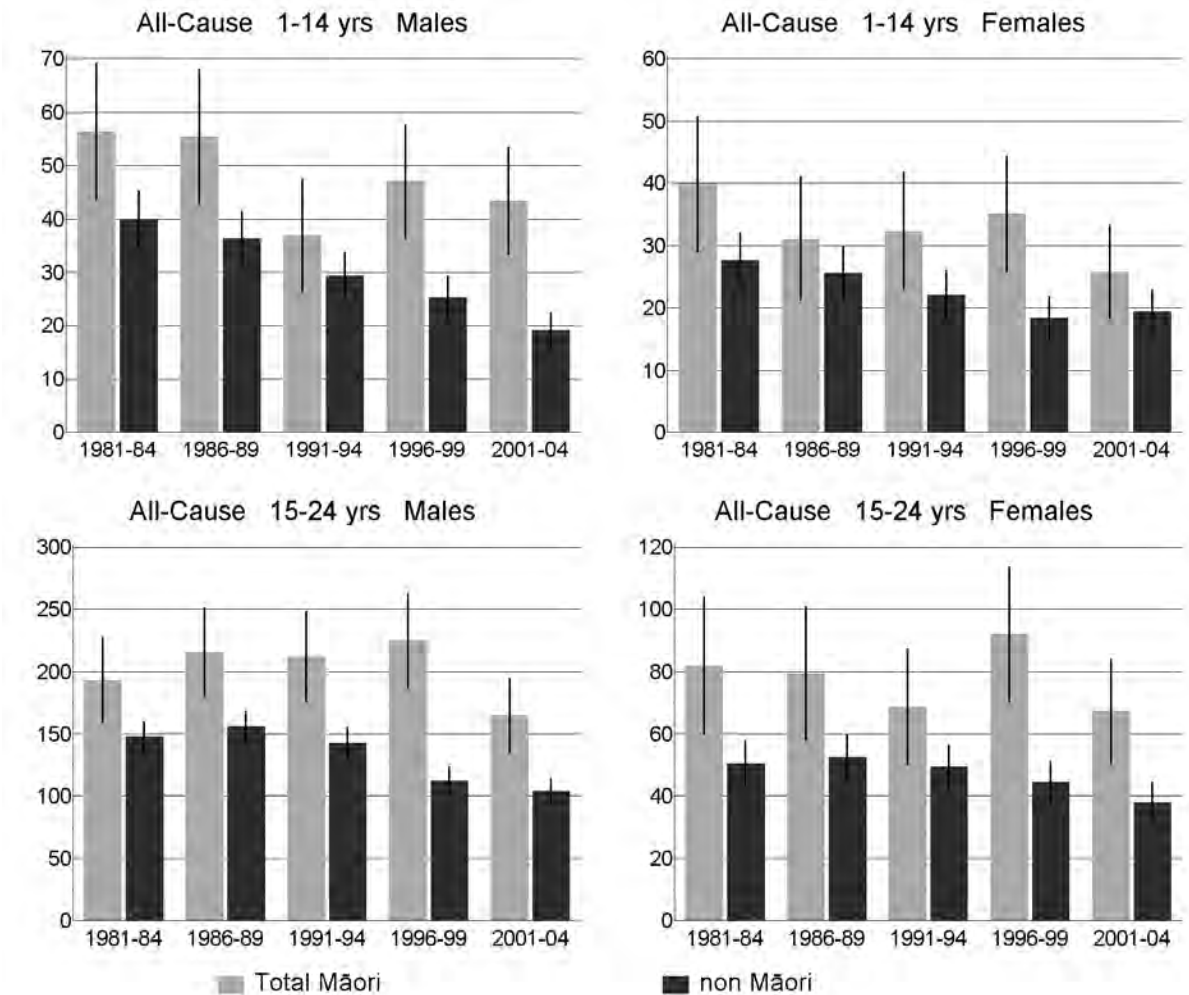 All-Cause 1-14 yrs Males
70
60
50
40
30
20
10
0
1981-84 1986-89 1991-94 1996-99 2001-04
All-Cause 1-14 yrs Females
60
50
40
30
20
10
0
1981-84 1986-89 1991-94 1996-99 2001-04
All-Cause 15-24 yrs Males
300
250
200
150
100
50
0
1981-84 1986-89 1991-94 1996-99 2001-04
All-Cause 15-24 yrs Females
120
100
80
60
40
20
0
1981-84 1986-89 1991-94 1996-99 2001-04
Total Māori
non Māori